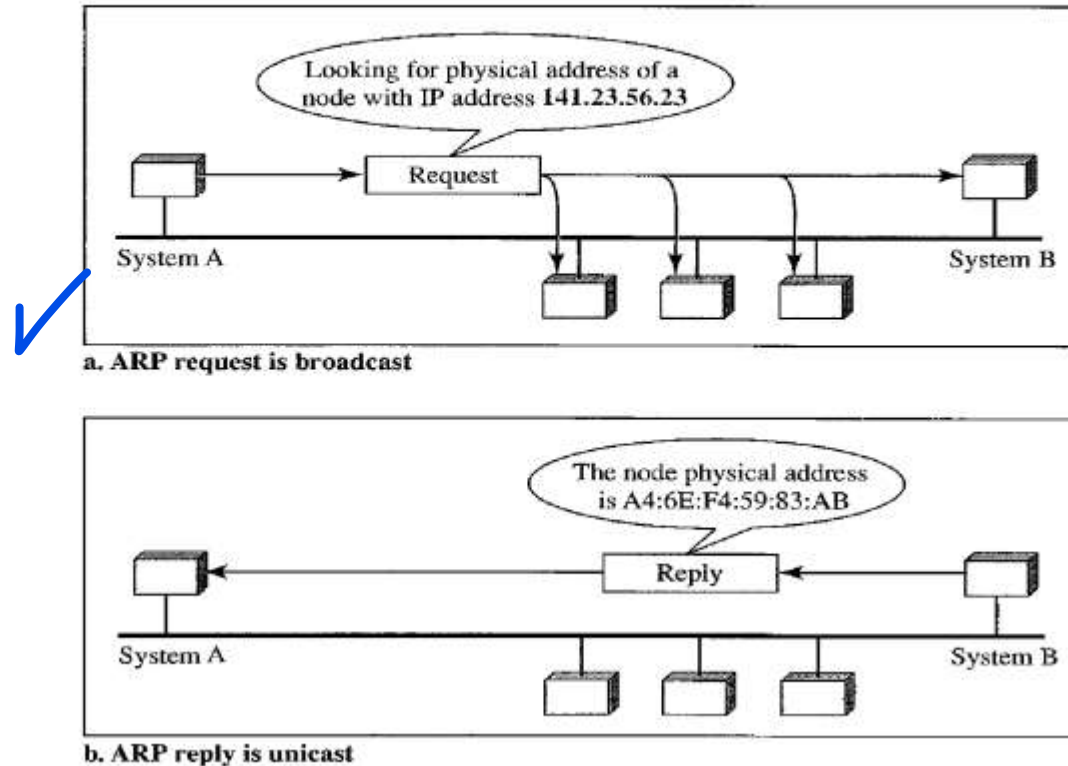 Looking for physical address of a
node with IP address 141.23.56.23
Request
System A
System B
a. ARP request is broadcast
The node physical address
is A4:6E:F4:59:83:AB
Reply
System A
System B
b. ARP reply is unicast